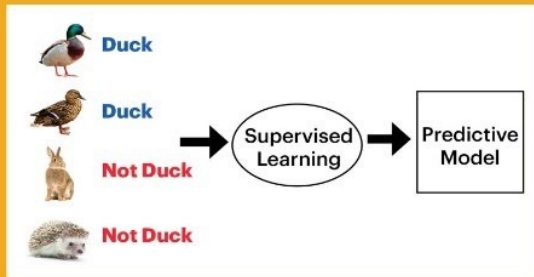 Duck
Duck
Not Duck
Not Duck
Supervised
Learning
Predictive
Model